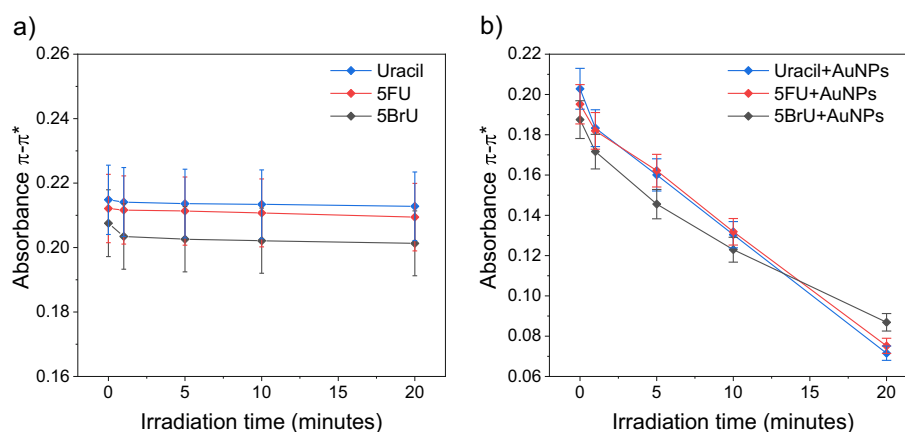 a)
0.26
0.24
0.22
0.20
0.18
0.16
Absorbance π-π*
Uracil
5FU
5BrU
0
5
10
15
20
Irradiation time (minutes)
b)
0.22
0.20
0.18
0.16
0.14
0.12
0.10
0.08
0.06
Absorbance π-π*
Uracil+AuNPs
5FU+AuNPs
5BrU+AuNPs
0
5
10
15
20
Irradiation time (minutes)